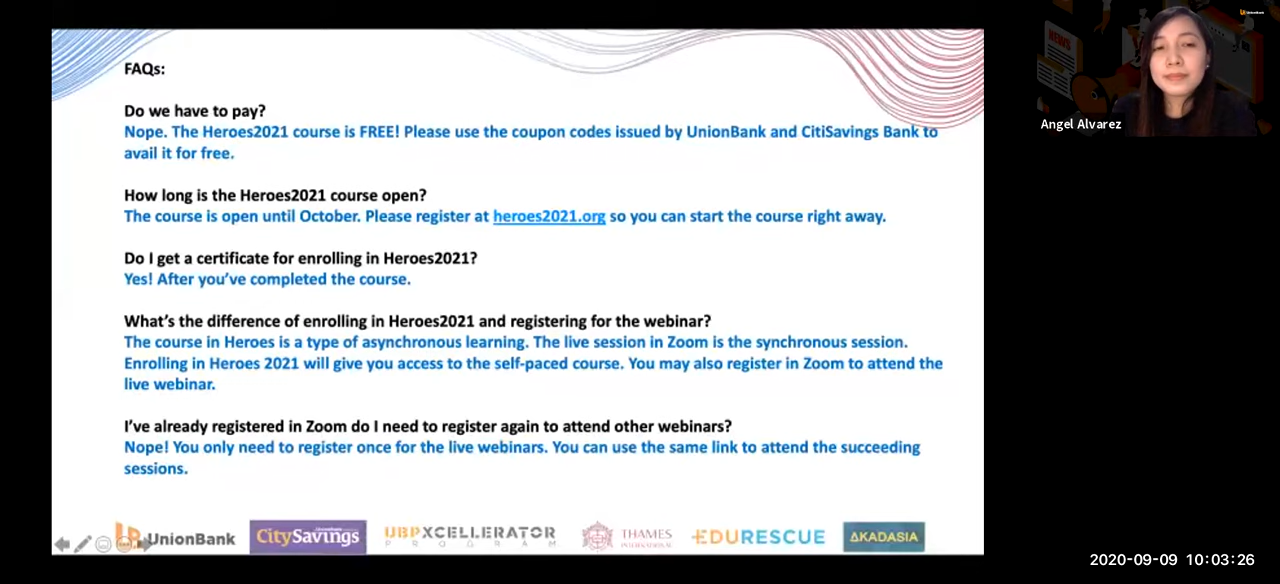 FAQs:
Do we have to pay?
Nope. The Heroes2021 course is FREE! Please use the coupon codes issued by UnionBank and CitiSavings Bank to
avail it for free.
How long is the Heroes2021 course open?
The course is open until October. Please register at heroes2021.org so you can start the course right away.
Do I get a certificate for enrolling in Heroes2021?
Yes! After you've completed the course.
What's the difference of enrolling in Heroes2021 and registering for the webinar?
The course in Heroes is a type of asynchronous learning. The live session in Zoom is the synchronous session.
Enrolling in Heroes 2021 will give you access to the self-paced course. You may also register in Zoom to attend the
live webinar.
I've already registered in Zoom do I need to register again to attend other webinars?
Nope! You only need to register once for the live webinars. You can use the same link to attend the succeeding
sessions.
UnionBank
CitySavings
UBPXCELLERATOR
PROGRAM
THAMES
INTERNATIONAL
EDURESCUE
AKADASIA
NEWS
UnionBank
Angel Alvarez
2020-09-09 10:03:26